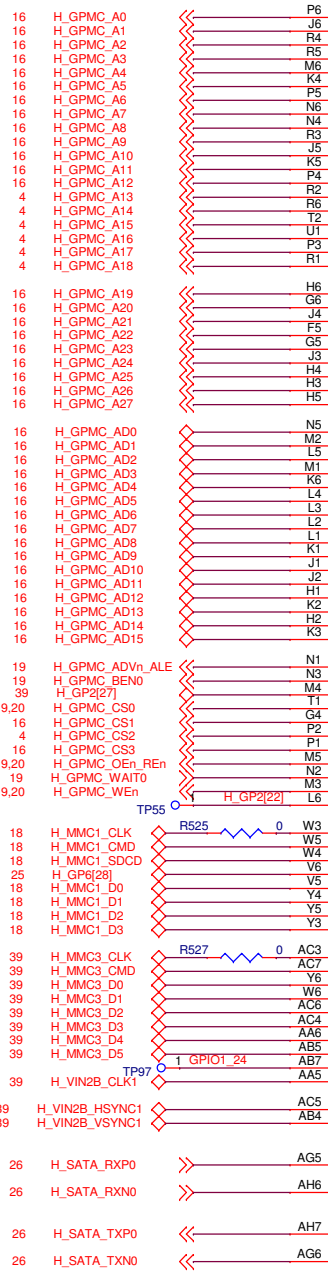 16 H_GPMC_A0 P6
16 H_GPMC_A1 J6
16 H_GPMC_A2 R4
16 H_GPMC_A3 R5
16 H_GPMC_A4 M6
16 H_GPMC_A5 K4
16 H_GPMC_A6 P5
16 H_GPMC_A7 N6
16 H_GPMC_A8 N4
16 H_GPMC_A9 R3
16 H_GPMC_A10 J5
16 H_GPMC_A11 K5
16 H_GPMC_A12 P4
4 H_GPMC_A13 R2
4 H_GPMC_A14 R6
4 H_GPMC_A15 T2
4 H_GPMC_A16 U1
4 H_GPMC_A17 P3
4 H_GPMC_A18 R1
16 H_GPMC_A19 H6
16 H_GPMC_A20 G6
16 H_GPMC_A21 J4
16 H_GPMC_A22 F5
16 H_GPMC_A23 G5
16 H_GPMC_A24 J3
16 H_GPMC_A25 H4
16 H_GPMC_A26 H3
16 H_GPMC_A27 H5
16 H_GPMC_AD0 N5
16 H_GPMC_AD1 M2
16 H_GPMC_AD2 L5
16 H_GPMC_AD3 M1
16 H_GPMC_AD4 K6
16 H_GPMC_AD5 L4
16 H_GPMC_AD6 L3
16 H_GPMC_AD7 L2
16 H_GPMC_AD8 L1
16 H_GPMC_AD9 K1
16 H_GPMC_AD10 J1
16 H_GPMC_AD11 J2
16 H_GPMC_AD12 H1
16 H_GPMC_AD13 K2
16 H_GPMC_AD14 H2
16 H_GPMC_AD15 K3
19 H_GPMC_ADVn_ALE N1
19 H_GPMC_BEN0 N3
39 H_GP2[27] M4
9,20 H_GPMC_CS0 T1
16 H_GPMC_CS1 G4
4 H_GPMC_CS2 P2
16 H_GPMC_CS3 P1
9,20 H_GPMC_OEn_REn M5
19 H_GPMC_WAIT0 N2
9,20 H_GPMC_WEn M3
TP55 1 H_GP2[22] L6
18 H_MMC1_CLK R525 0 W3
18 H_MMC1_CMD W5
18 H_MMC1_SDCD W4
25 H_GP6[28] V6
18 H_MMC1_D0 V5
18 H_MMC1_D1 Y4
18 H_MMC1_D2 Y5
18 H_MMC1_D3 Y3
39 H_MMC3_CLK R527 0 AC3
39 H_MMC3_CMD AC7
39 H_MMC3_D0 Y6
39 H_MMC3_D1 W6
39 H_MMC3_D2 AC6
39 H_MMC3_D3 AC4
39 H_MMC3_D4 AA6
39 H_MMC3_D5 AB5
TP97 1 GPIO1_24 AB7
39 H_VIN2B_CLK1 AA5
39 H_VIN2B_HSYNC1 AC5
39 H_VIN2B_VSYNC1 AB4
26 H_SATA_RXP0 AG5
26 H_SATA_RXN0 AH6
26 H_SATA_TXP0 AH7
26 H_SATA_TXN0 AG6